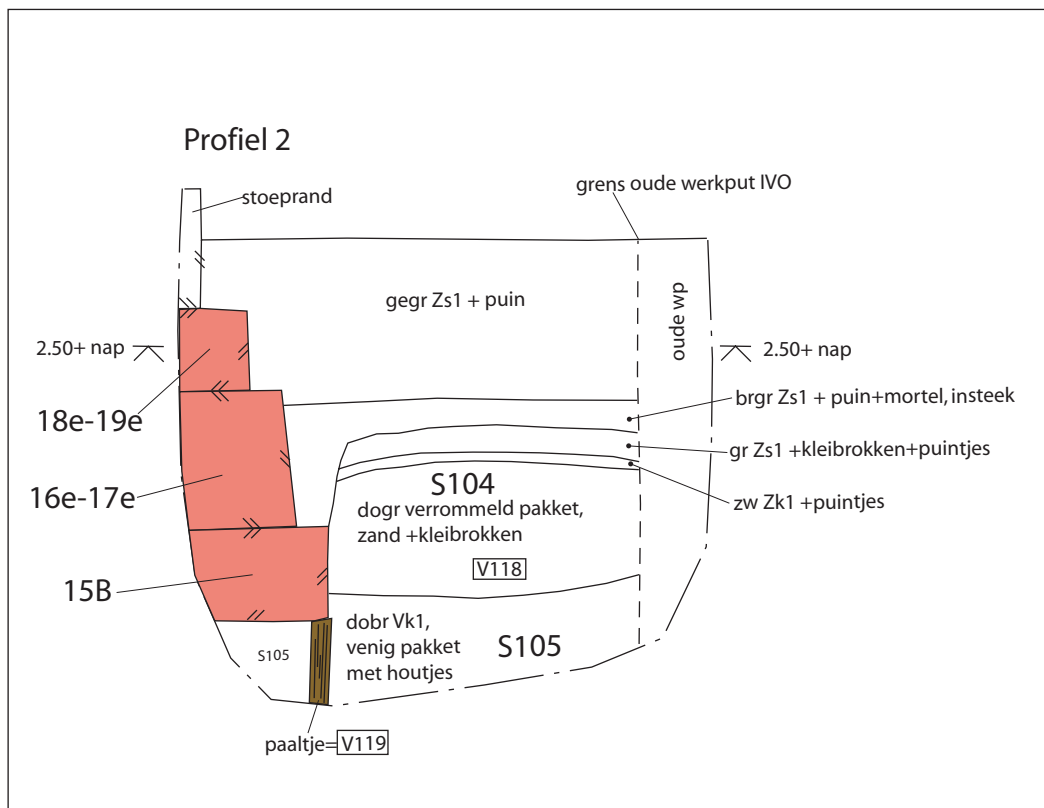 Profiel 2
stoeprand
grens oude werkput IVO
gegr Zs1 + puin
oude wp
2.50+ nap
2.50+ nap
18e-19e
brgr Zs1 + puin+mortel, insteek
gr Zs1 +kleibrokken+puintjes
16e-17e
S104
zw Zk1 +puintjes
dogr verrommeld pakket,
zand +kleibrokken
V118
15B
dobr Vk1,
venig pakket
met houtjes
S105
S105
paaltje= V119